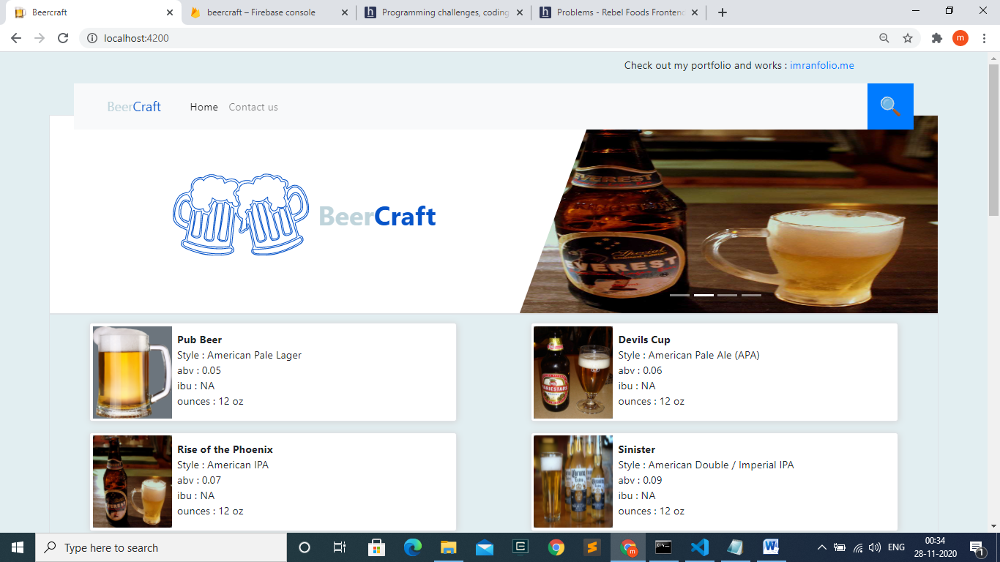 Beercraft
beercraft – Firebase console
Programming challenges, coding
Problems - Rebel Foods Frontend
localhost:4200
m
Check out my portfolio and works : imranfolio.me
BeerCraft
Home
Contact us
BeerCraft
EVEREST
Special
EVEREST
Pub Beer
Style : American Pale Lager
abv : 0.05
ibu : NA
ounces : 12 oz
Devils Cup
Style : American Pale Ale (APA)
abv : 0.06
ibu : NA
ounces : 12 oz
Rise of the Phoenix
Style : American IPA
abv : 0.07
ibu : NA
ounces : 12 oz
Sinister
Style : American Double / Imperial IPA
abv : 0.09
ibu : NA
ounces : 12 oz
Type here to search
ENG
00:34
28-11-2020
1